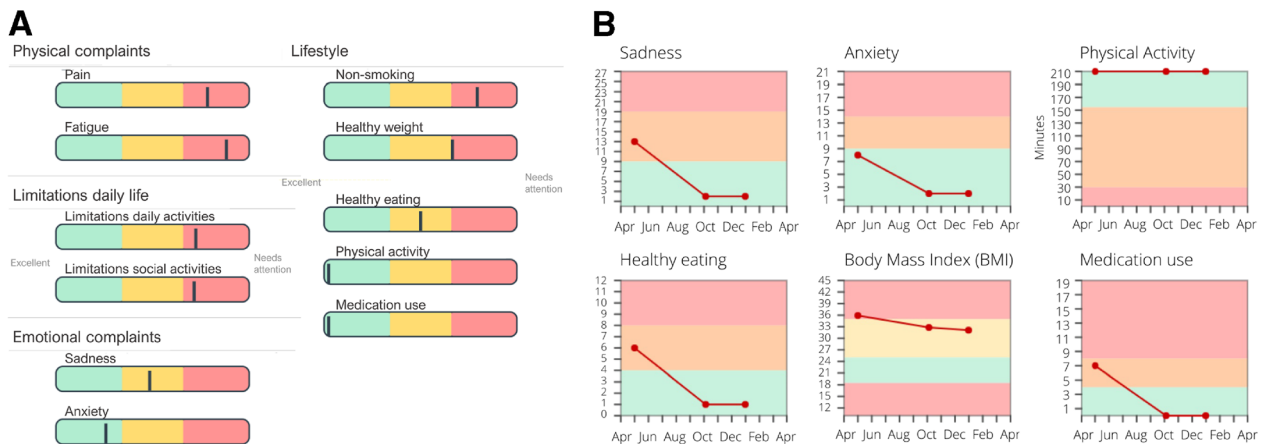 A
Physical complaints
Pain
Fatigue
Limitations daily life
Limitations daily activities
Excellent
Needs
attention
Limitations social activities
Emotional complaints
Sadness
Anxiety
Lifestyle
Non-smoking
Healthy weight
Excellent
Needs
attention
Healthy eating
Physical activity
Medication use
B
Sadness
27
25
23
21
19
17
15
13
11
9
7
5
3
1
Apr Jun Aug Oct Dec Feb Apr
Anxiety
21
19
17
15
13
11
9
7
5
3
1
Apr Jun Aug Oct Dec Feb Apr
Physical Activity
Minutes
210
190
170
150
130
110
90
70
50
30
10
Apr Jun Aug Oct Dec Feb Apr
Healthy eating
12
11
10
9
8
7
6
5
4
3
2
1
0
Apr Jun Aug Oct Dec Feb Apr
Body Mass Index (BMI)
45
42
39
36
33
30
27
24
21
18
15
12
Apr Jun Aug Oct Dec Feb Apr
Medication use
19
17
15
13
11
9
7
5
3
1
Apr Jun Aug Oct Dec Feb Apr